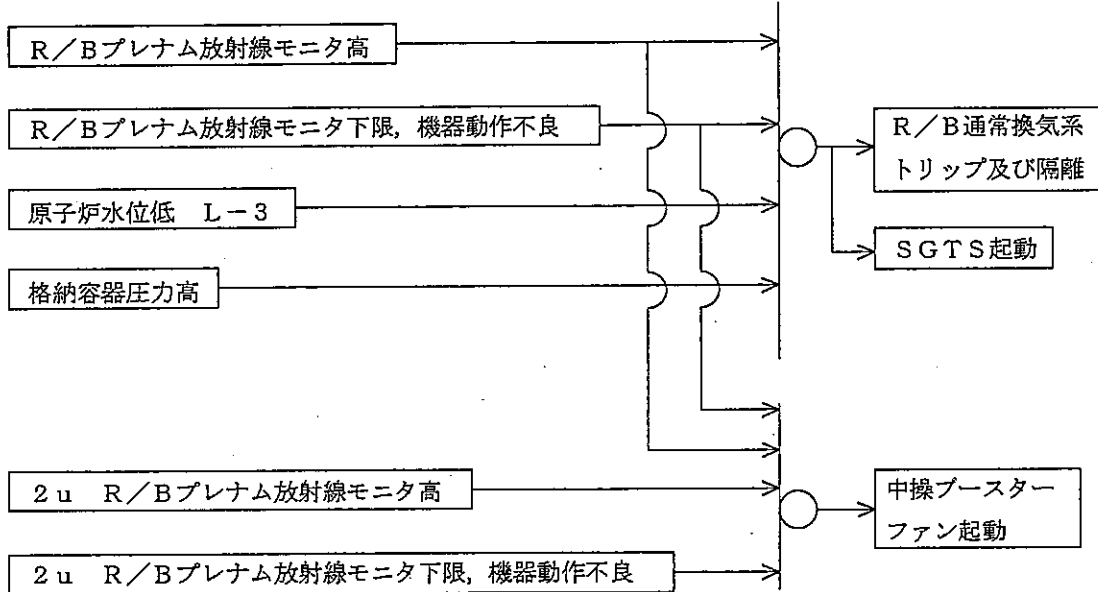 R/Bプレナム放射線モニタ高
R/Bプレナム放射線モニタ下限,機器動作不良
原子炉水位低 L-3
格納容器圧力高
R/B通常換気系
トリップ及び隔離
SGTS起動
2u R/Bプレナム放射線モニタ高
2u R/Bプレナム放射線モニタ下限,機器動作不良
中操ブースター
ファン起動